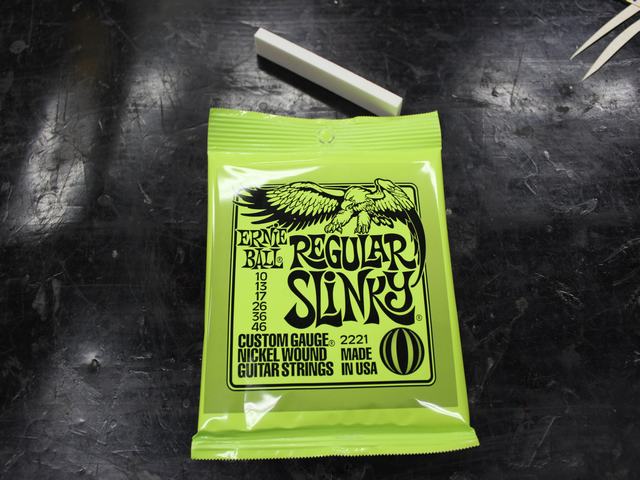 ERNIE
BALL®
REGULAR
SLINKY®
10
13
17
26
36
46
CUSTOM GAUGE® 2221
NICKEL WOUND MADE
GUITAR STRINGS IN USA